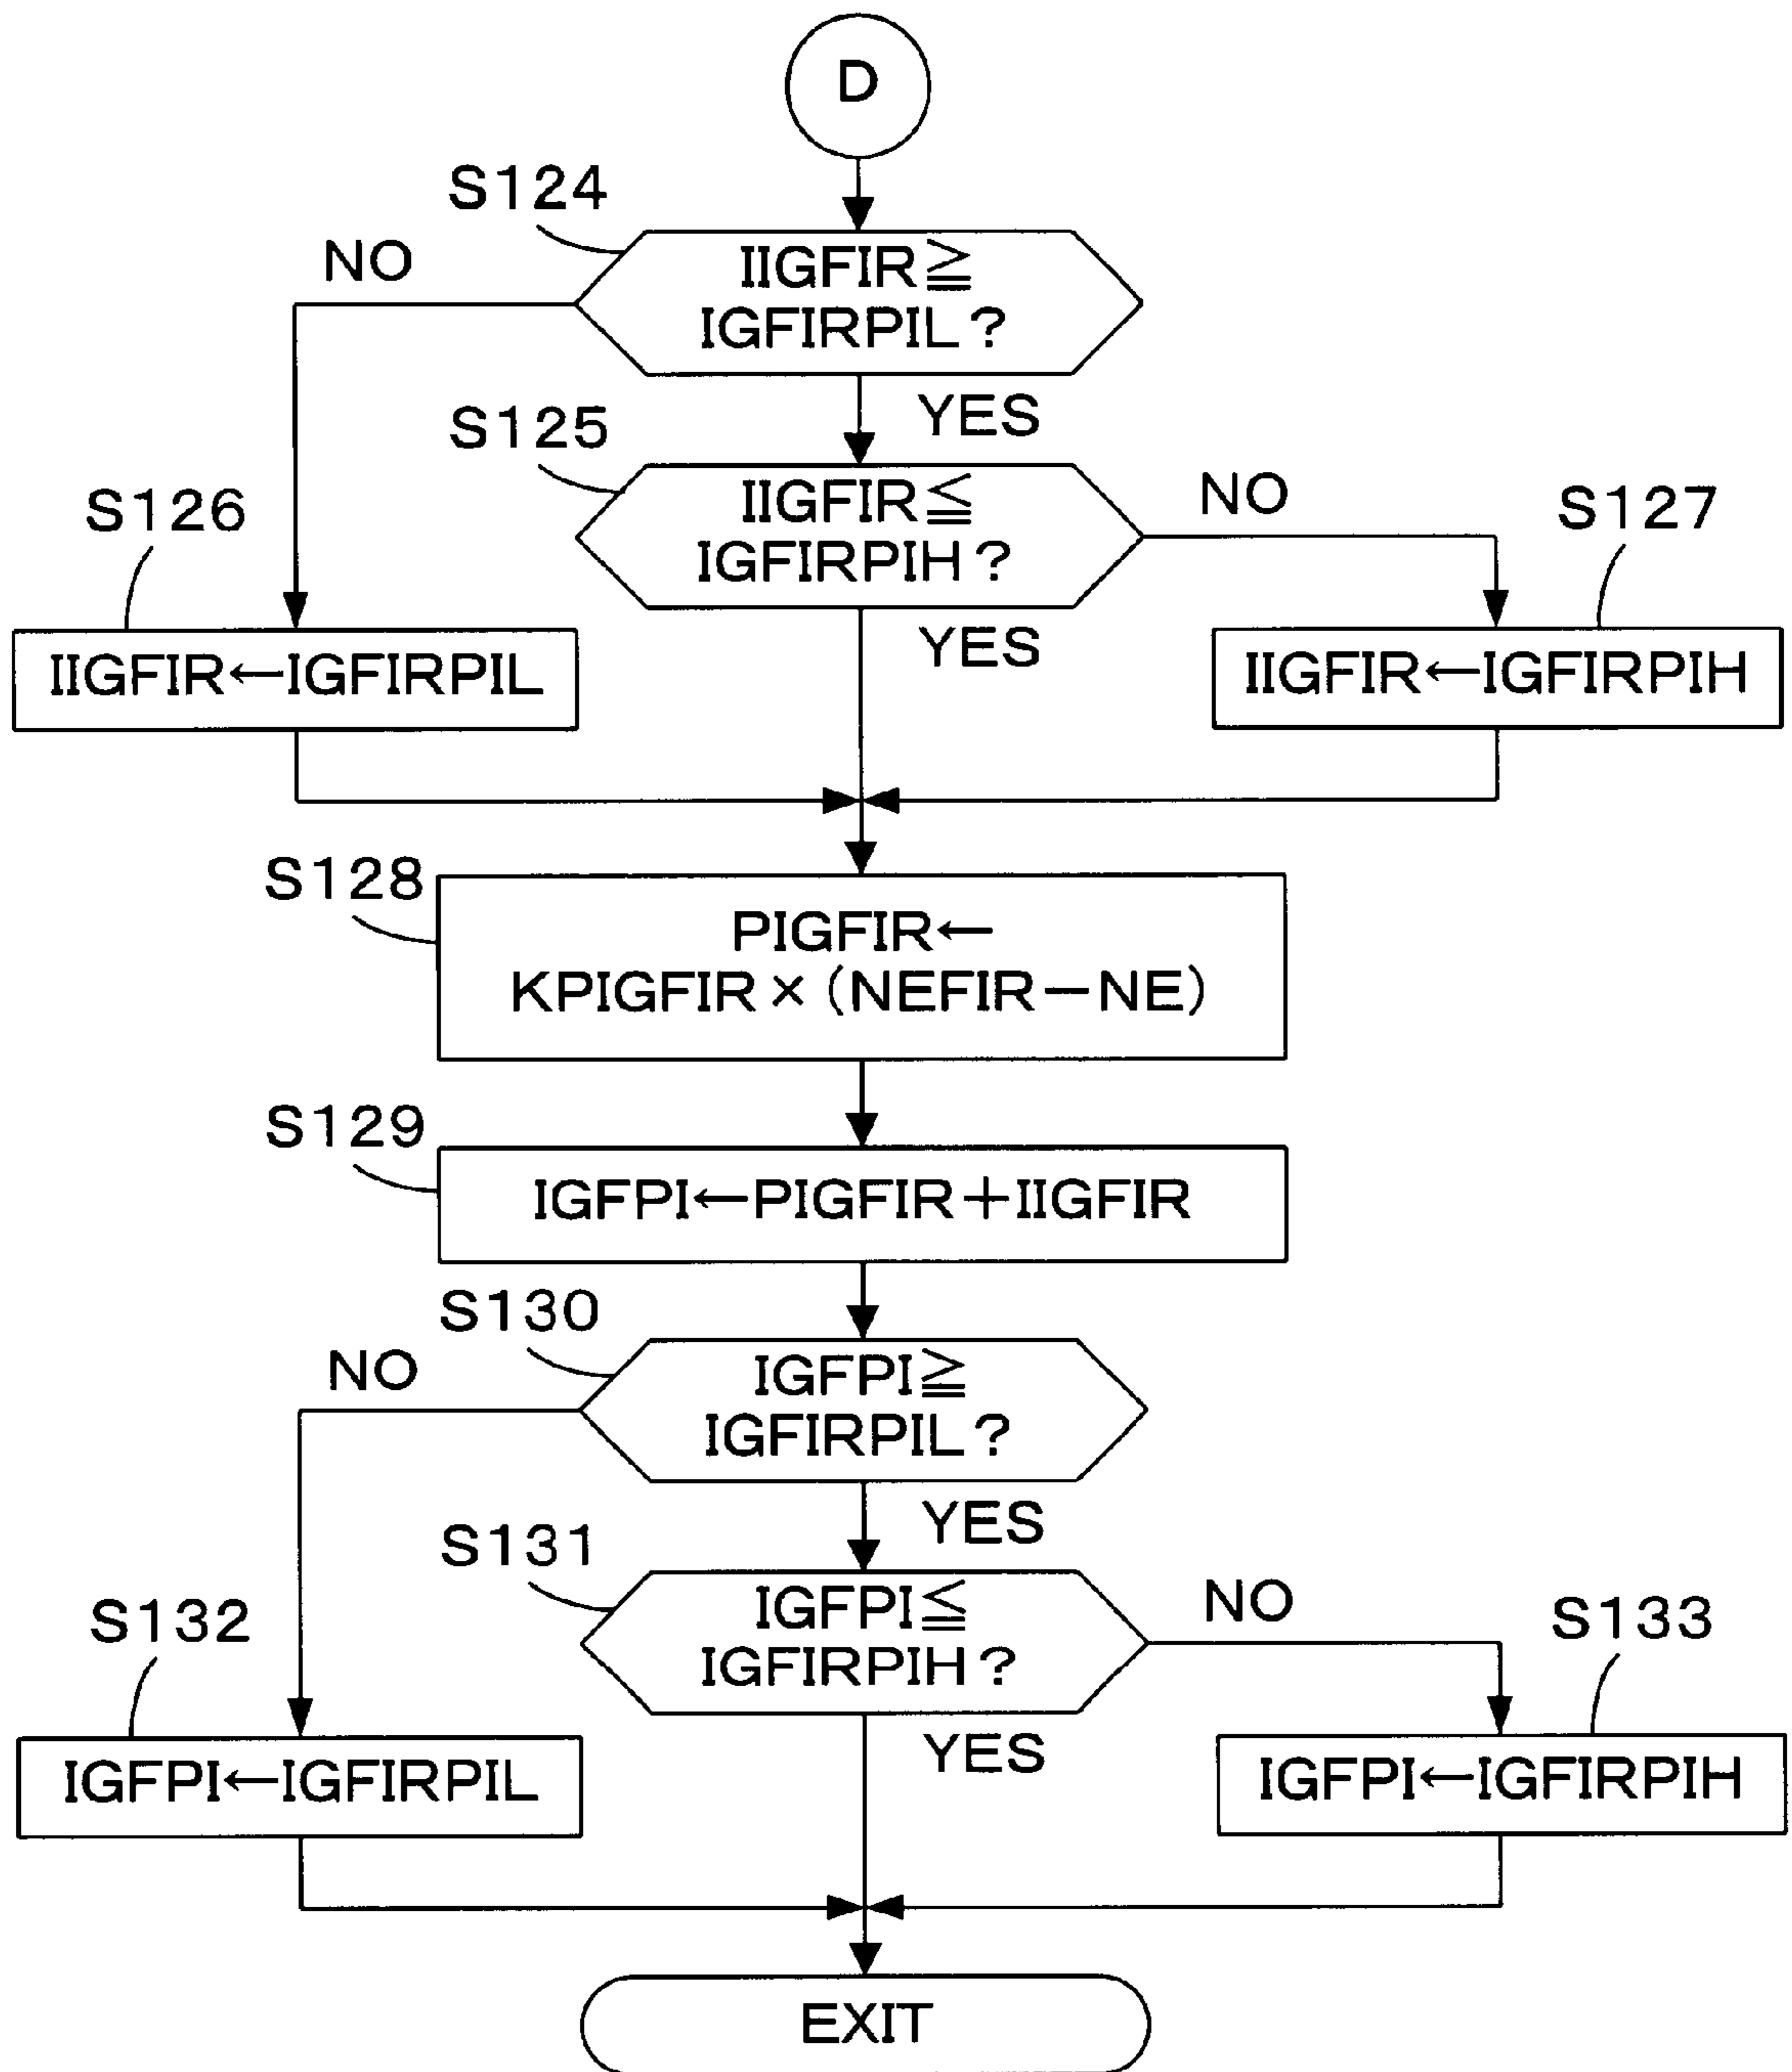 D
S124
NO
IIGFIR≧
IGFIRPIL?
YES
S125
IIGFIR≦
IGFIRPIH?
NO
S126
S127
YES
IIGFIR←IGFIRPIL
IIGFIR←IGFIRPIH
S128
PIGFIR←
KPIGFIR×(NEFIR−NE)
S129
IGFPI←PIGFIR+IIGFIR
S130
NO
IGFPI≧
IGFIRPIL?
YES
S131
IGFPI≦
IGFIRPIH?
NO
S132
S133
YES
IGFPI←IGFIRPIL
IGFPI←IGFIRPIH
EXIT